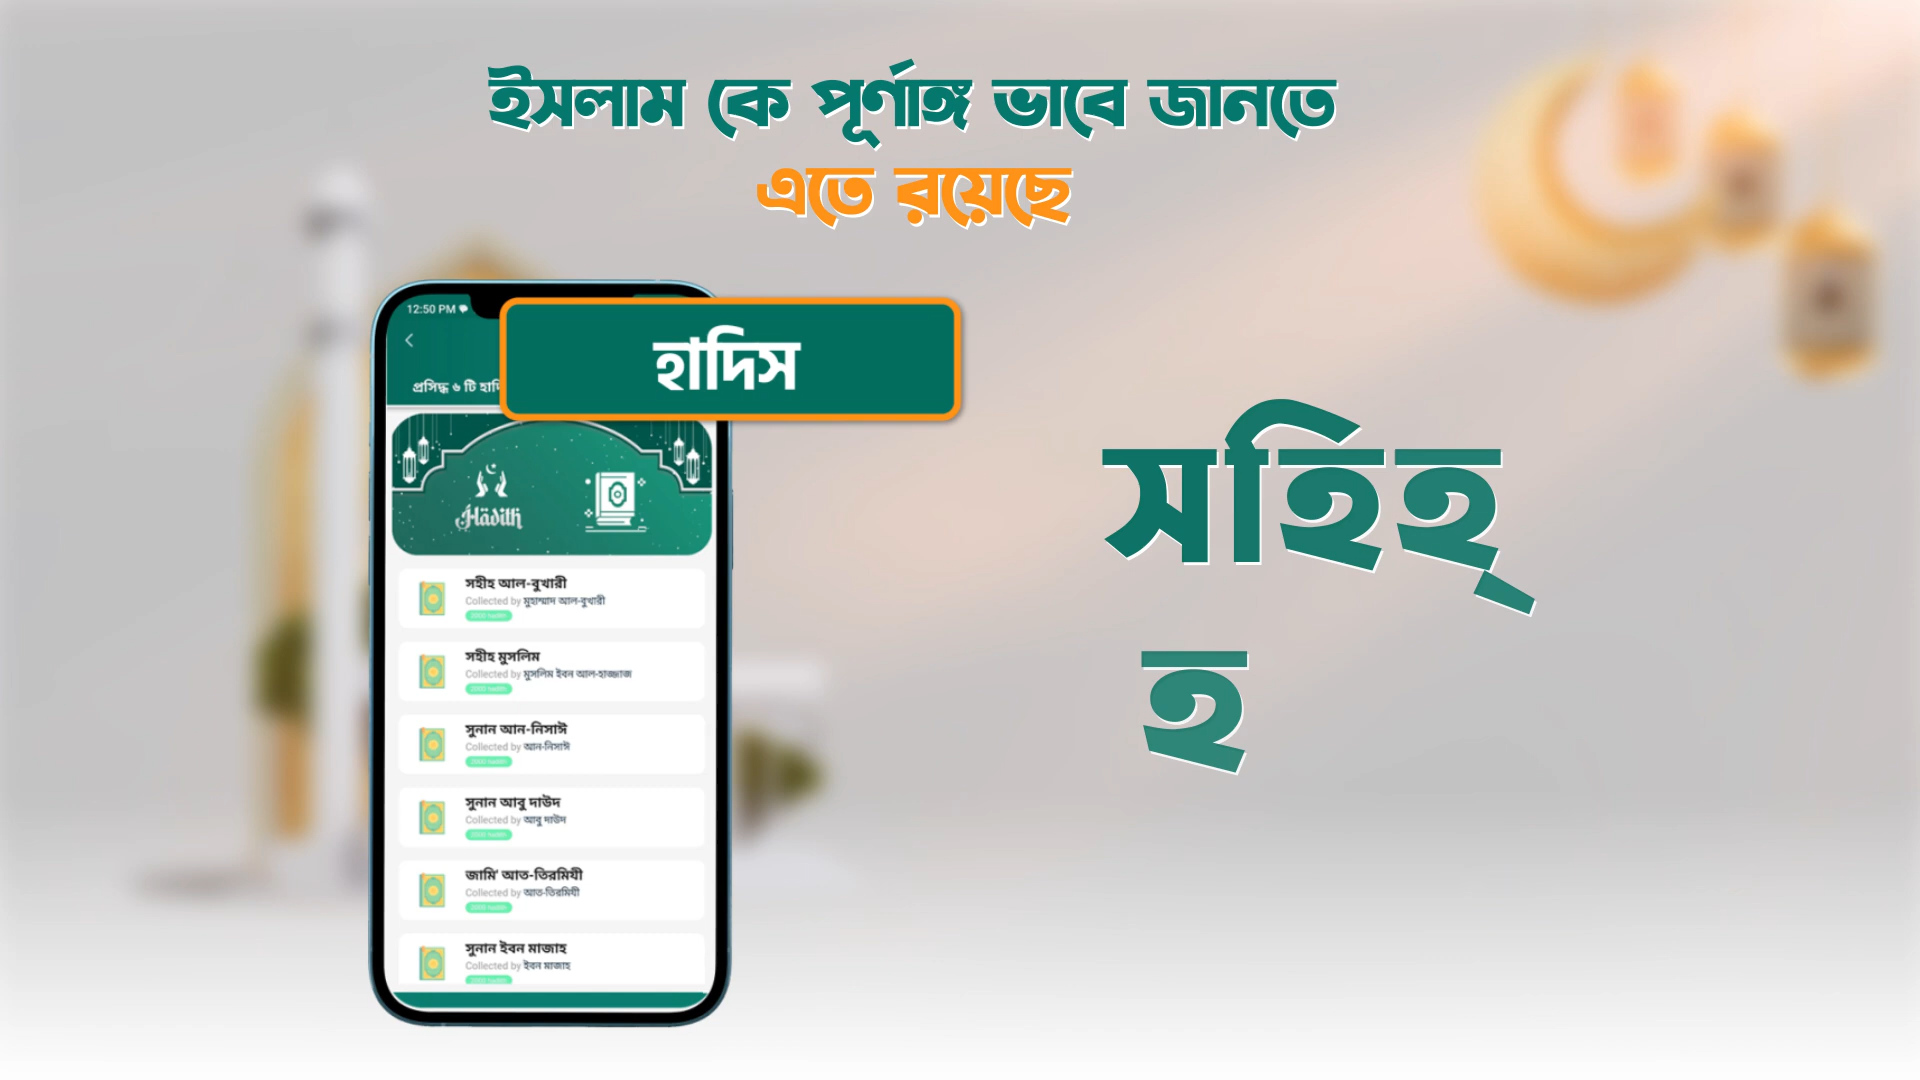 ইসলাম কে পূর্ণাঙ্গ ভাবে জানতে
এতে রয়েছে
12:50 PM
হাদিস
প্রসিদ্ধ ৬ টি
Hadith
সহীহ আল-বুখারী
Collected by মুহাম্মাদ আল-বুখারী
সহীহ মুসলিম
Collected by মুসলিম ইবন আল-হাজ্জাজ
সুনান আন-নিসাঈ
Collected by আন-নিসাঈ
সুনান আবু দাউদ
Collected by আবু দাউদ
জামি' আত-তিরমিযী
Collected by আত-তিরমিযী
সুনান ইবন মাজাহ
Collected by ইবন মাজাহ
সহিহ্
হ